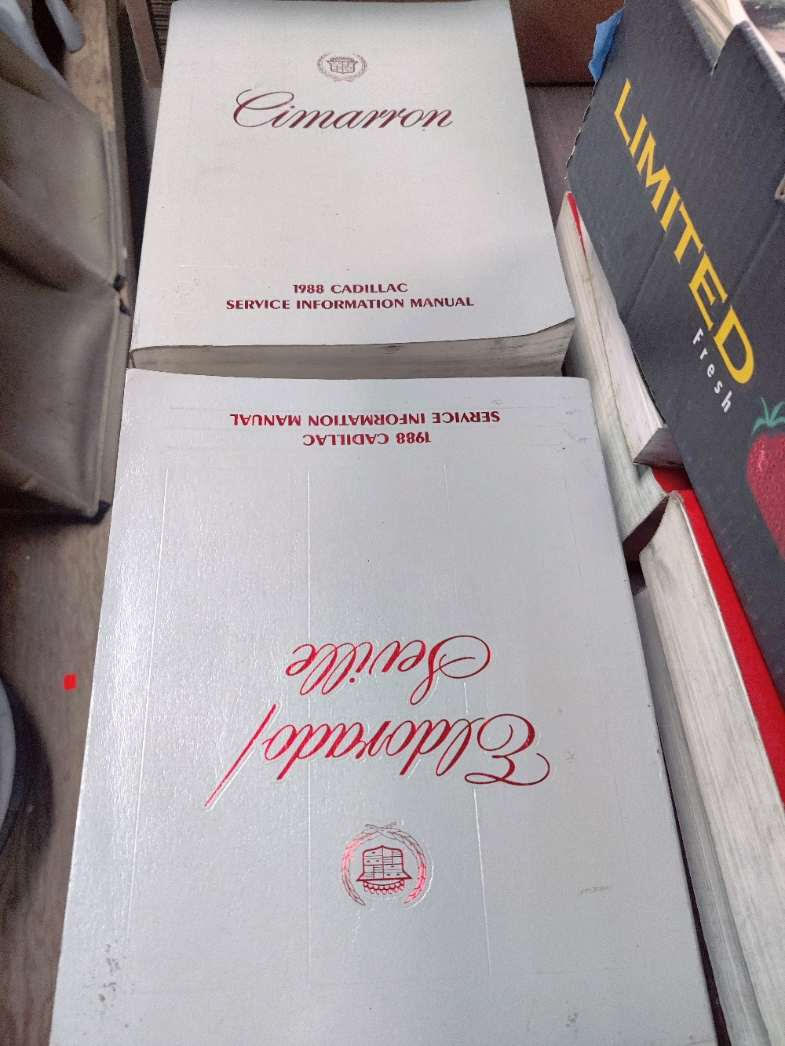 Cimarron
1988 CADILLAC
SERVICE INFORMATION MANUAL
Eldorado/
Seville
1988 CADILLAC
SERVICE INFORMATION MANUAL
LIMITED
Fresh